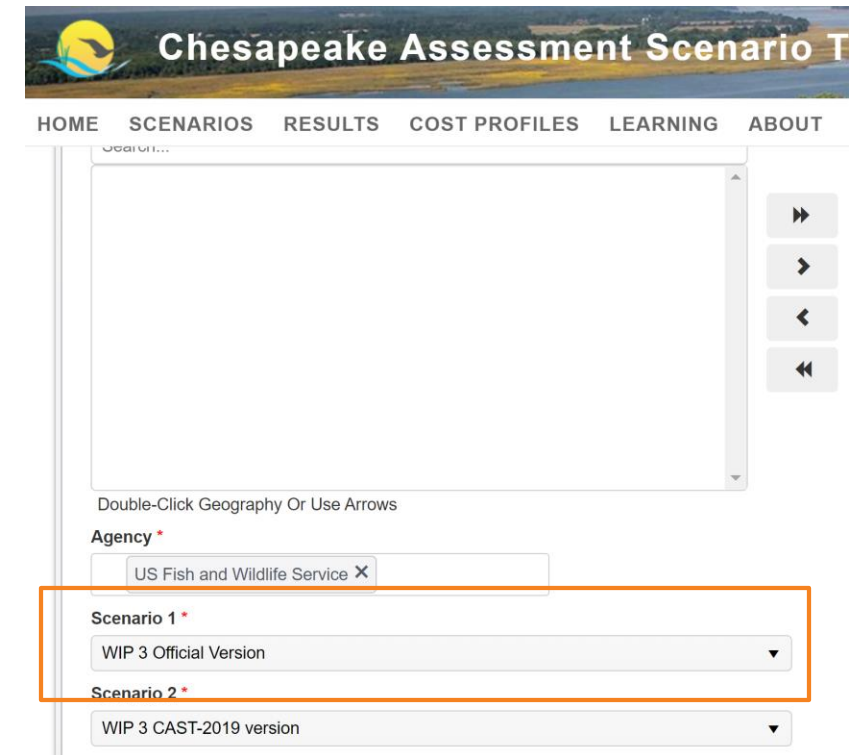 Chesapeake Assessment Scenario T
HOME SCENARIOS RESULTS COST PROFILES LEARNING ABOUT
Search...
Double-Click Geography Or Use Arrows
Agency *
US Fish and Wildlife Service ✕
Scenario 1 *
WIP 3 Official Version
Scenario 2 *
WIP 3 CAST-2019 version